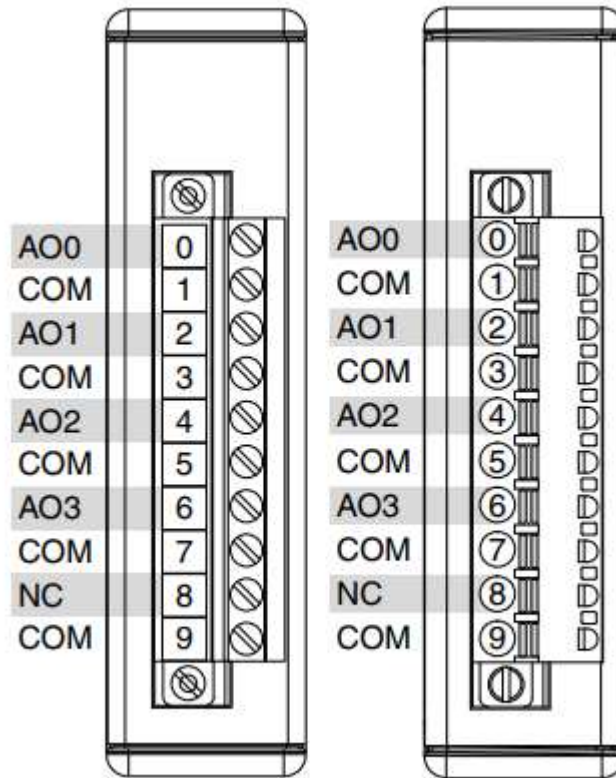 AO0 0 AO0 0
COM 1 COM 1
AO1 2 AO1 2
COM 3 COM 3
AO2 4 AO2 4
COM 5 COM 5
AO3 6 AO3 6
COM 7 COM 7
NC 8 NC 8
COM 9 COM 9